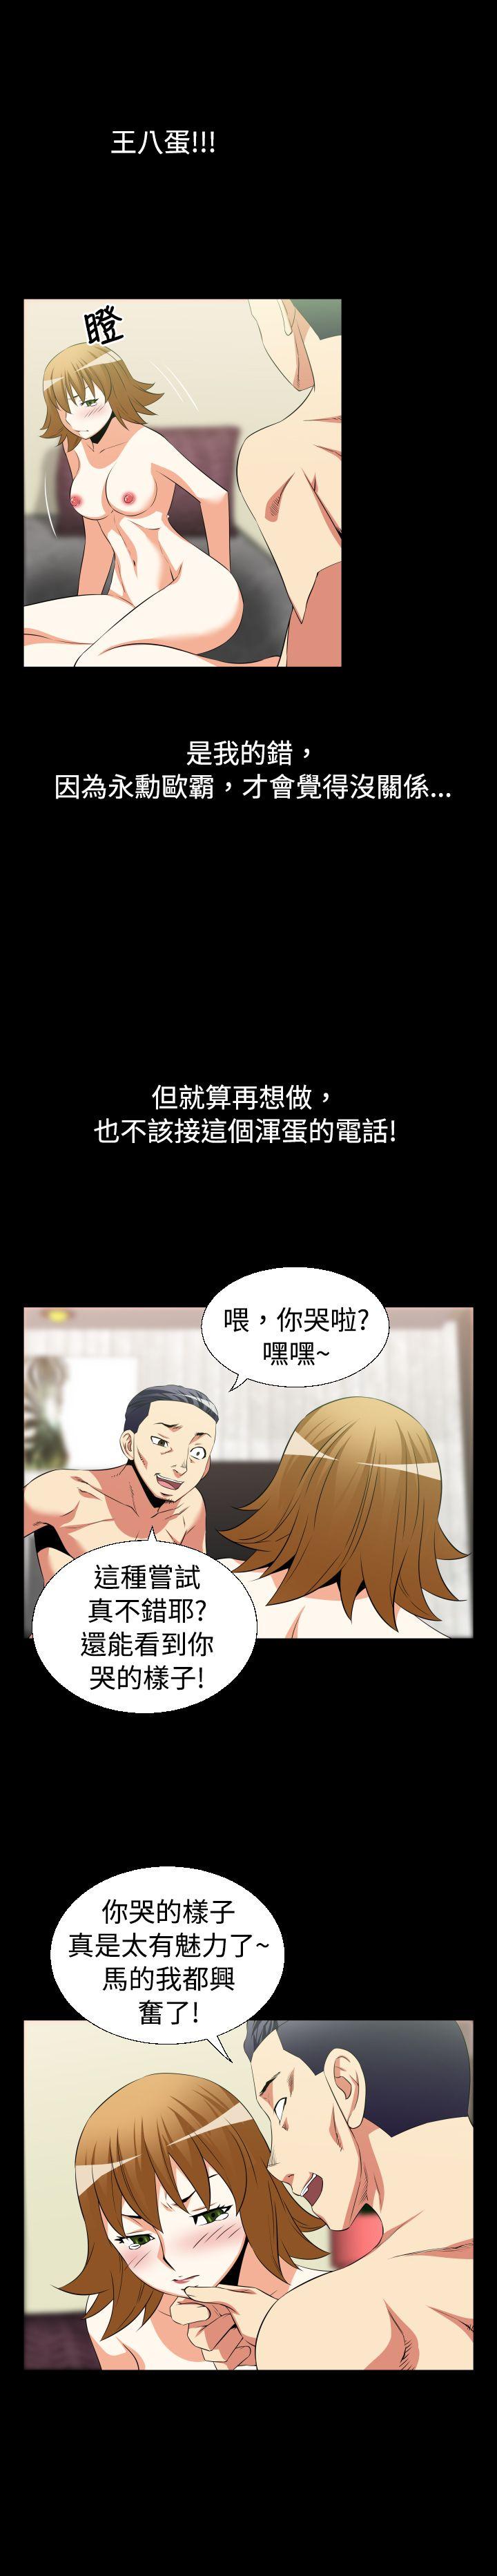 王八蛋!!!
瞪
是我的錯，
因為永勳歐霸，才會覺得沒關係...
但就算再想做，
也不該接這個渾蛋的電話!
喂，你哭啦?
嘿嘿~
這種嘗試
真不錯耶?
還能看到你
哭的樣子!
你哭的樣子
真是太有魅力了~
馬的我都興
奮了!